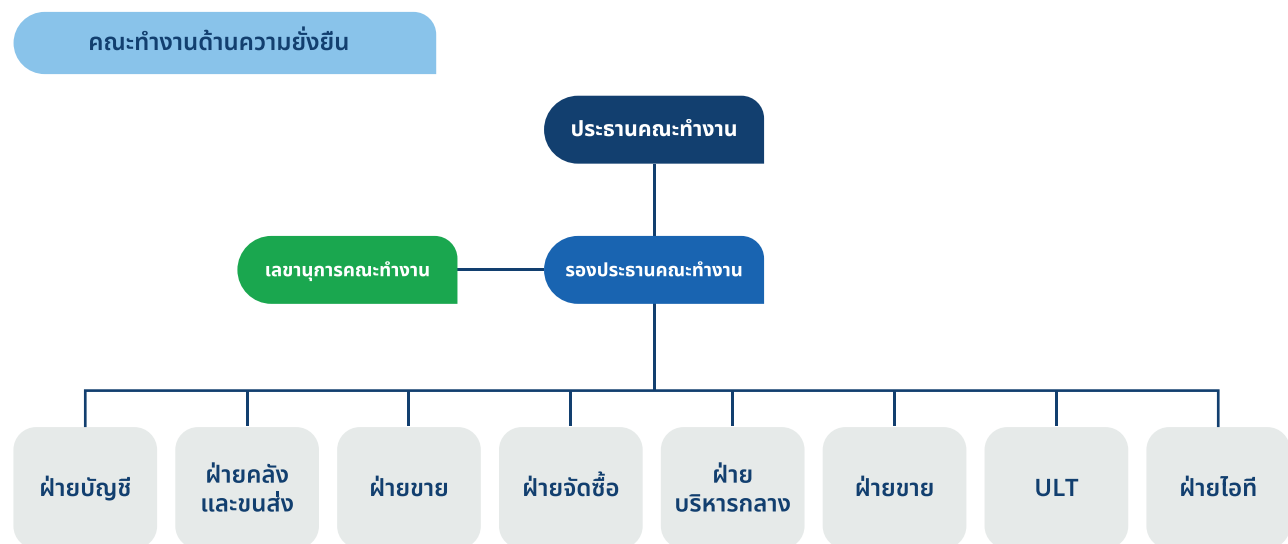 คณะทำงานด้านความยั่งยืน
ประธานคณะทำงาน
เลขานุการคณะทำงาน
รองประธานคณะทำงาน
ฝ่ายบัญชี
ฝ่ายคลัง
และขนส่ง
ฝ่ายขาย
ฝ่ายจัดซื้อ
ฝ่าย
บริหารกลาง
ฝ่ายขาย
ULT
ฝ่ายไอที